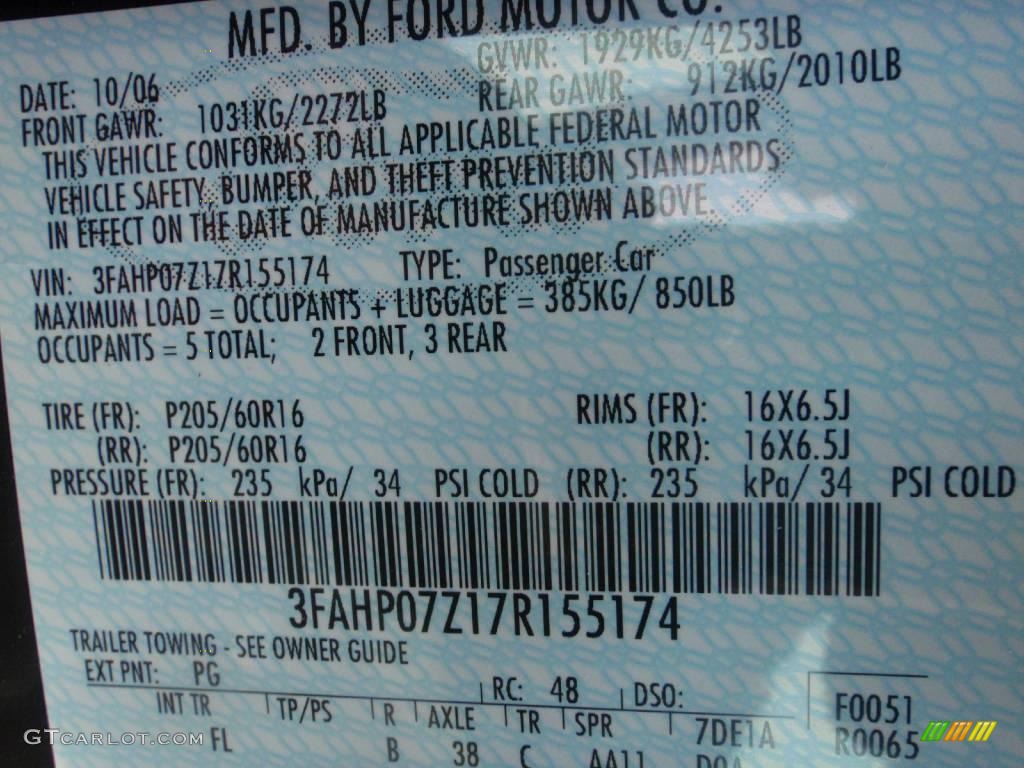 MFD. BY FORD MOTOR CO.
DATE: 10/06 GVWR: 1929KG/4253LB
FRONT GAWR: 1031KG/2272LB REAR GAWR: 912KG/2010LB
THIS VEHICLE CONFORMS TO ALL APPLICABLE FEDERAL MOTOR
VEHICLE SAFETY, BUMPER, AND THEFT PREVENTION STANDARDS
IN EFFECT ON THE DATE OF MANUFACTURE SHOWN ABOVE.
VIN: 3FAHP07Z17R155174 TYPE: Passenger Car
MAXIMUM LOAD = OCCUPANTS + LUGGAGE = 385KG/ 850LB
OCCUPANTS = 5 TOTAL; 2 FRONT, 3 REAR
TIRE (FR): P205/60R16 RIMS (FR): 16X6.5J
(RR): P205/60R16 (RR): 16X6.5J
PRESSURE (FR): 235 kPa/ 34 PSI COLD (RR): 235 kPa/ 34 PSI COLD
3FAHP07Z17R155174
TRAILER TOWING - SEE OWNER GUIDE
EXT PNT: PG RC: 48 DSO: F0051
INT TR TP/PS R AXLE TR SPR 7DE1A R0065
FL B 38 C AA11
GTcarlot.com